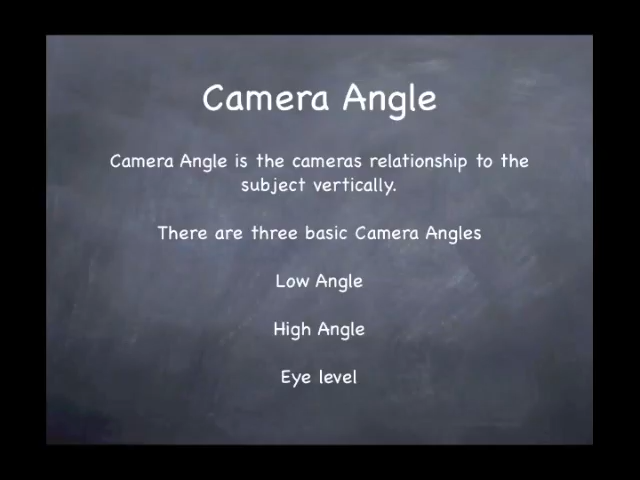 Camera Angle
Camera Angle is the cameras relationship to the
subject vertically.
There are three basic Camera Angles
Low Angle
High Angle
Eye level